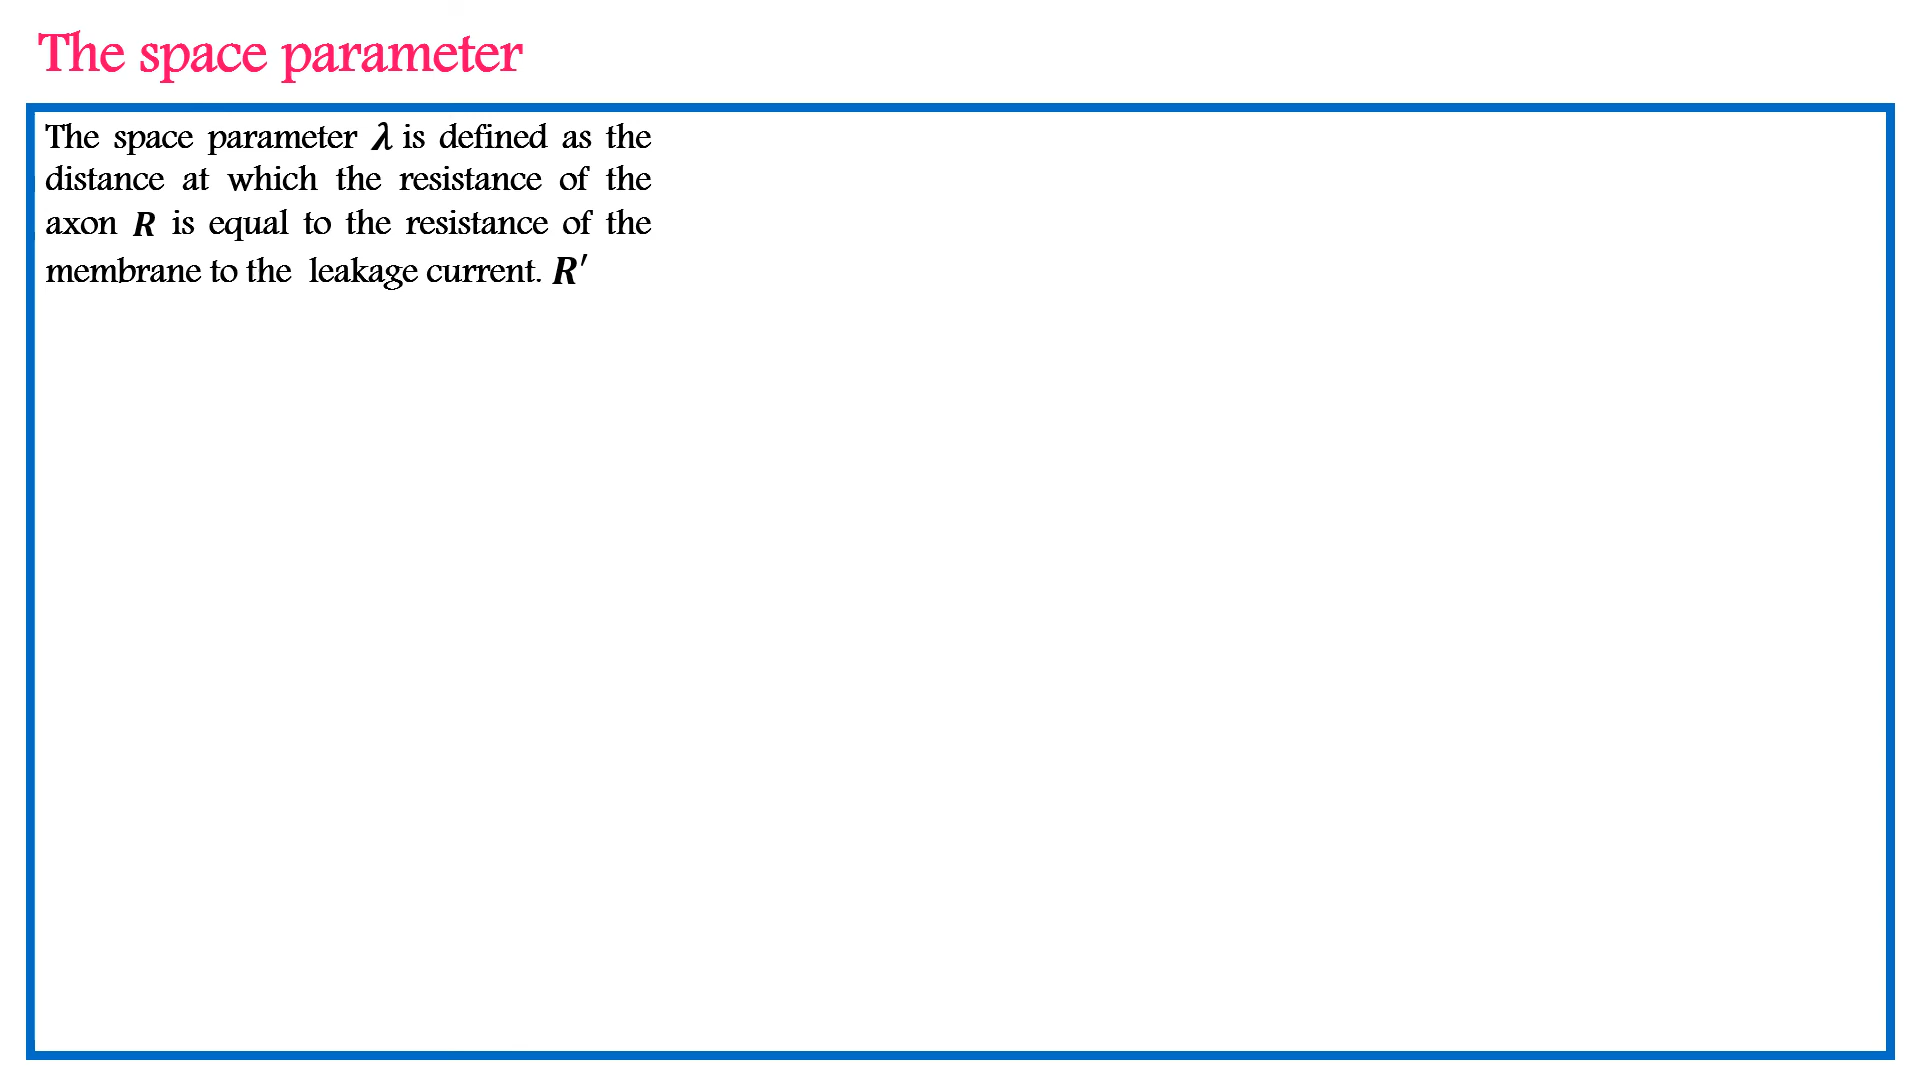 The space parameter
The space parameter λ is defined as the
distance at which the resistance of the
axon R is equal to the resistance of the
membrane to the leakage current. R′